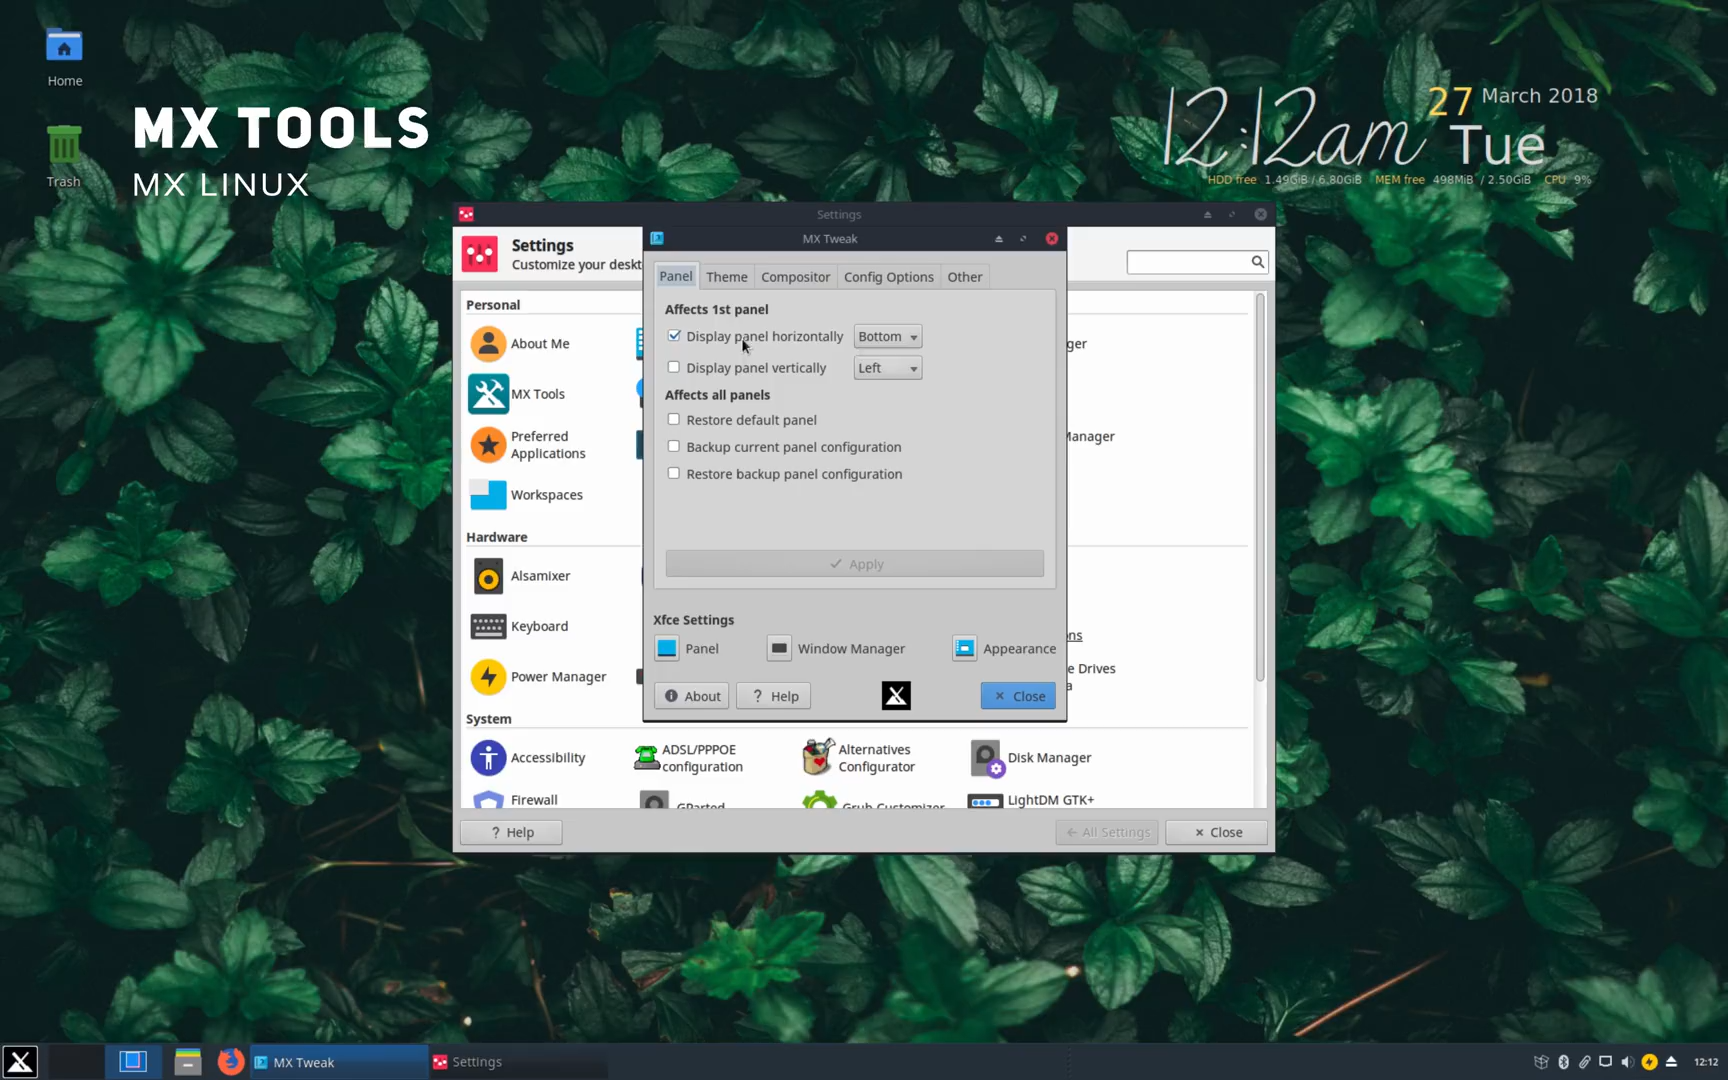 Home
Trash
MX TOOLS
MX LINUX
12:12am
27 March 2018
Tue
HDD free 1.49GiB / 6.80GiB MEM free 498MiB / 2.50GiB CPU 9%
Settings
Settings
Customize your deskt
MX Tweak
Panel Theme Compositor Config Options Other
Affects 1st panel
Display panel horizontally Bottom
Display panel vertically Left
Affects all panels
Restore default panel
Backup current panel configuration
Restore backup panel configuration
Apply
Xfce Settings
Panel Window Manager Appearance
About ? Help Close
Personal
About Me
ger
MX Tools
Preferred
Applications
Manager
Workspaces
Hardware
Alsamixer
Keyboard
ns
Power Manager
e Drives
a
System
Accessibility
ADSL/PPPOE
configuration
Alternatives
Configurator
Disk Manager
Firewall
GParted
Grub Customizer
LightDM GTK+
? Help All Settings Close
MX Tweak Settings 12:12